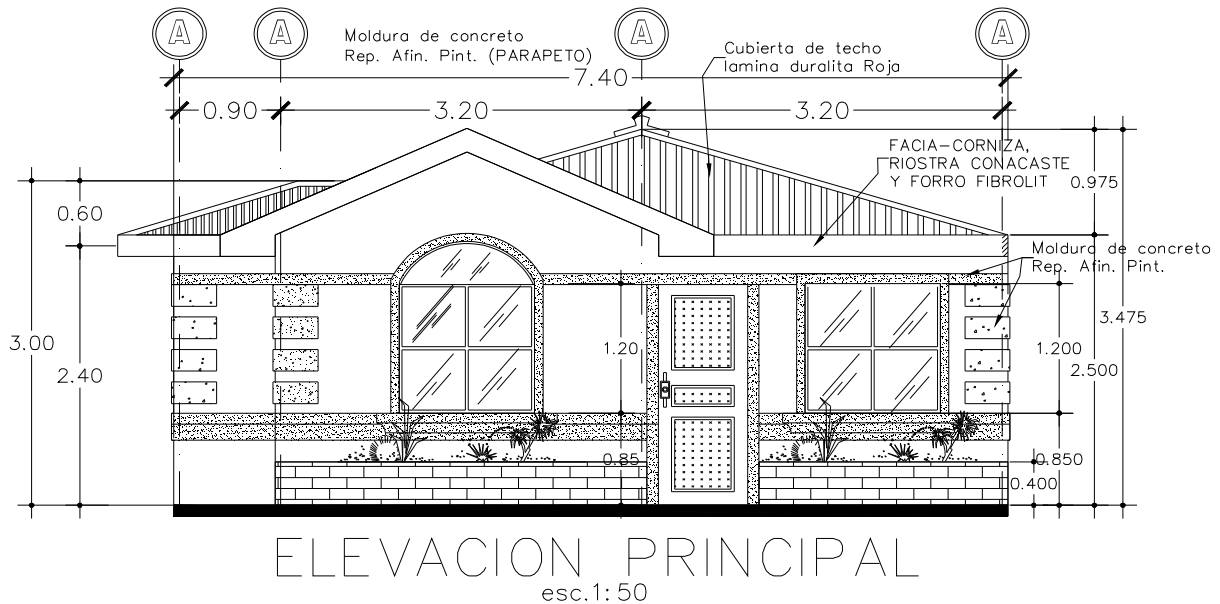 A A A A
Moldura de concreto
Rep. Afin. Pint. (PARAPETO)
Cubierta de techo
lamina duralita Roja
7.40
0.90 3.20 3.20
FACIA-CORNIZA,
RIOSTRA CONACASTE
Y FORRO FIBROLIT
0.975
0.60
Moldura de concreto
Rep. Afin. Pint.
3.475
3.00
1.20
1.200
2.40
2.500
0.85
0.850
0.400
ELEVACION PRINCIPAL
esc.1:50